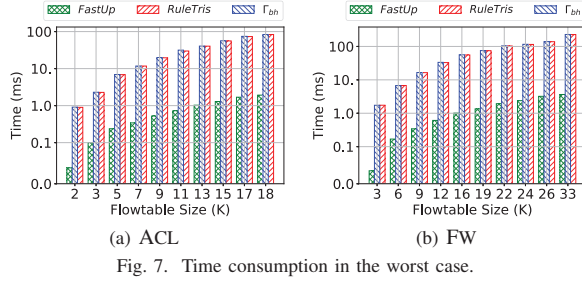 FastUp RuleTris Γbh
Time (ms)
100
10.
1.0
0.1
0.0
2 3 5 7 9 11 13 15 17 18
Flowtable Size (K)
(a) ACL
FastUp RuleTris Γbh
Time (ms)
100
10.
1.0
0.1
0.0
3 6 9 12 16 19 22 24 26 33
Flowtable Size (K)
(b) FW
Fig. 7. Time consumption in the worst case.